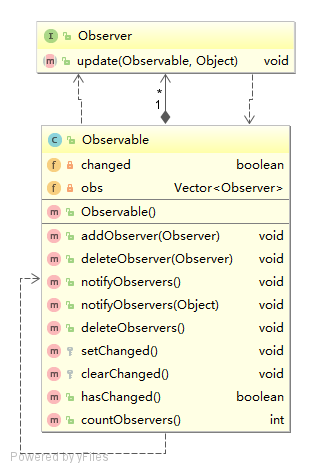 I Observer
m update(Observable, Object) void
*
1
C Observable
f changed boolean
f obs Vector<Observer>
m Observable()
m addObserver(Observer) void
m deleteObserver(Observer) void
m notifyObservers() void
m notifyObservers(Object) void
m deleteObservers() void
m setChanged() void
m clearChanged() void
m hasChanged() boolean
m countObservers() int
Powered by yFiles